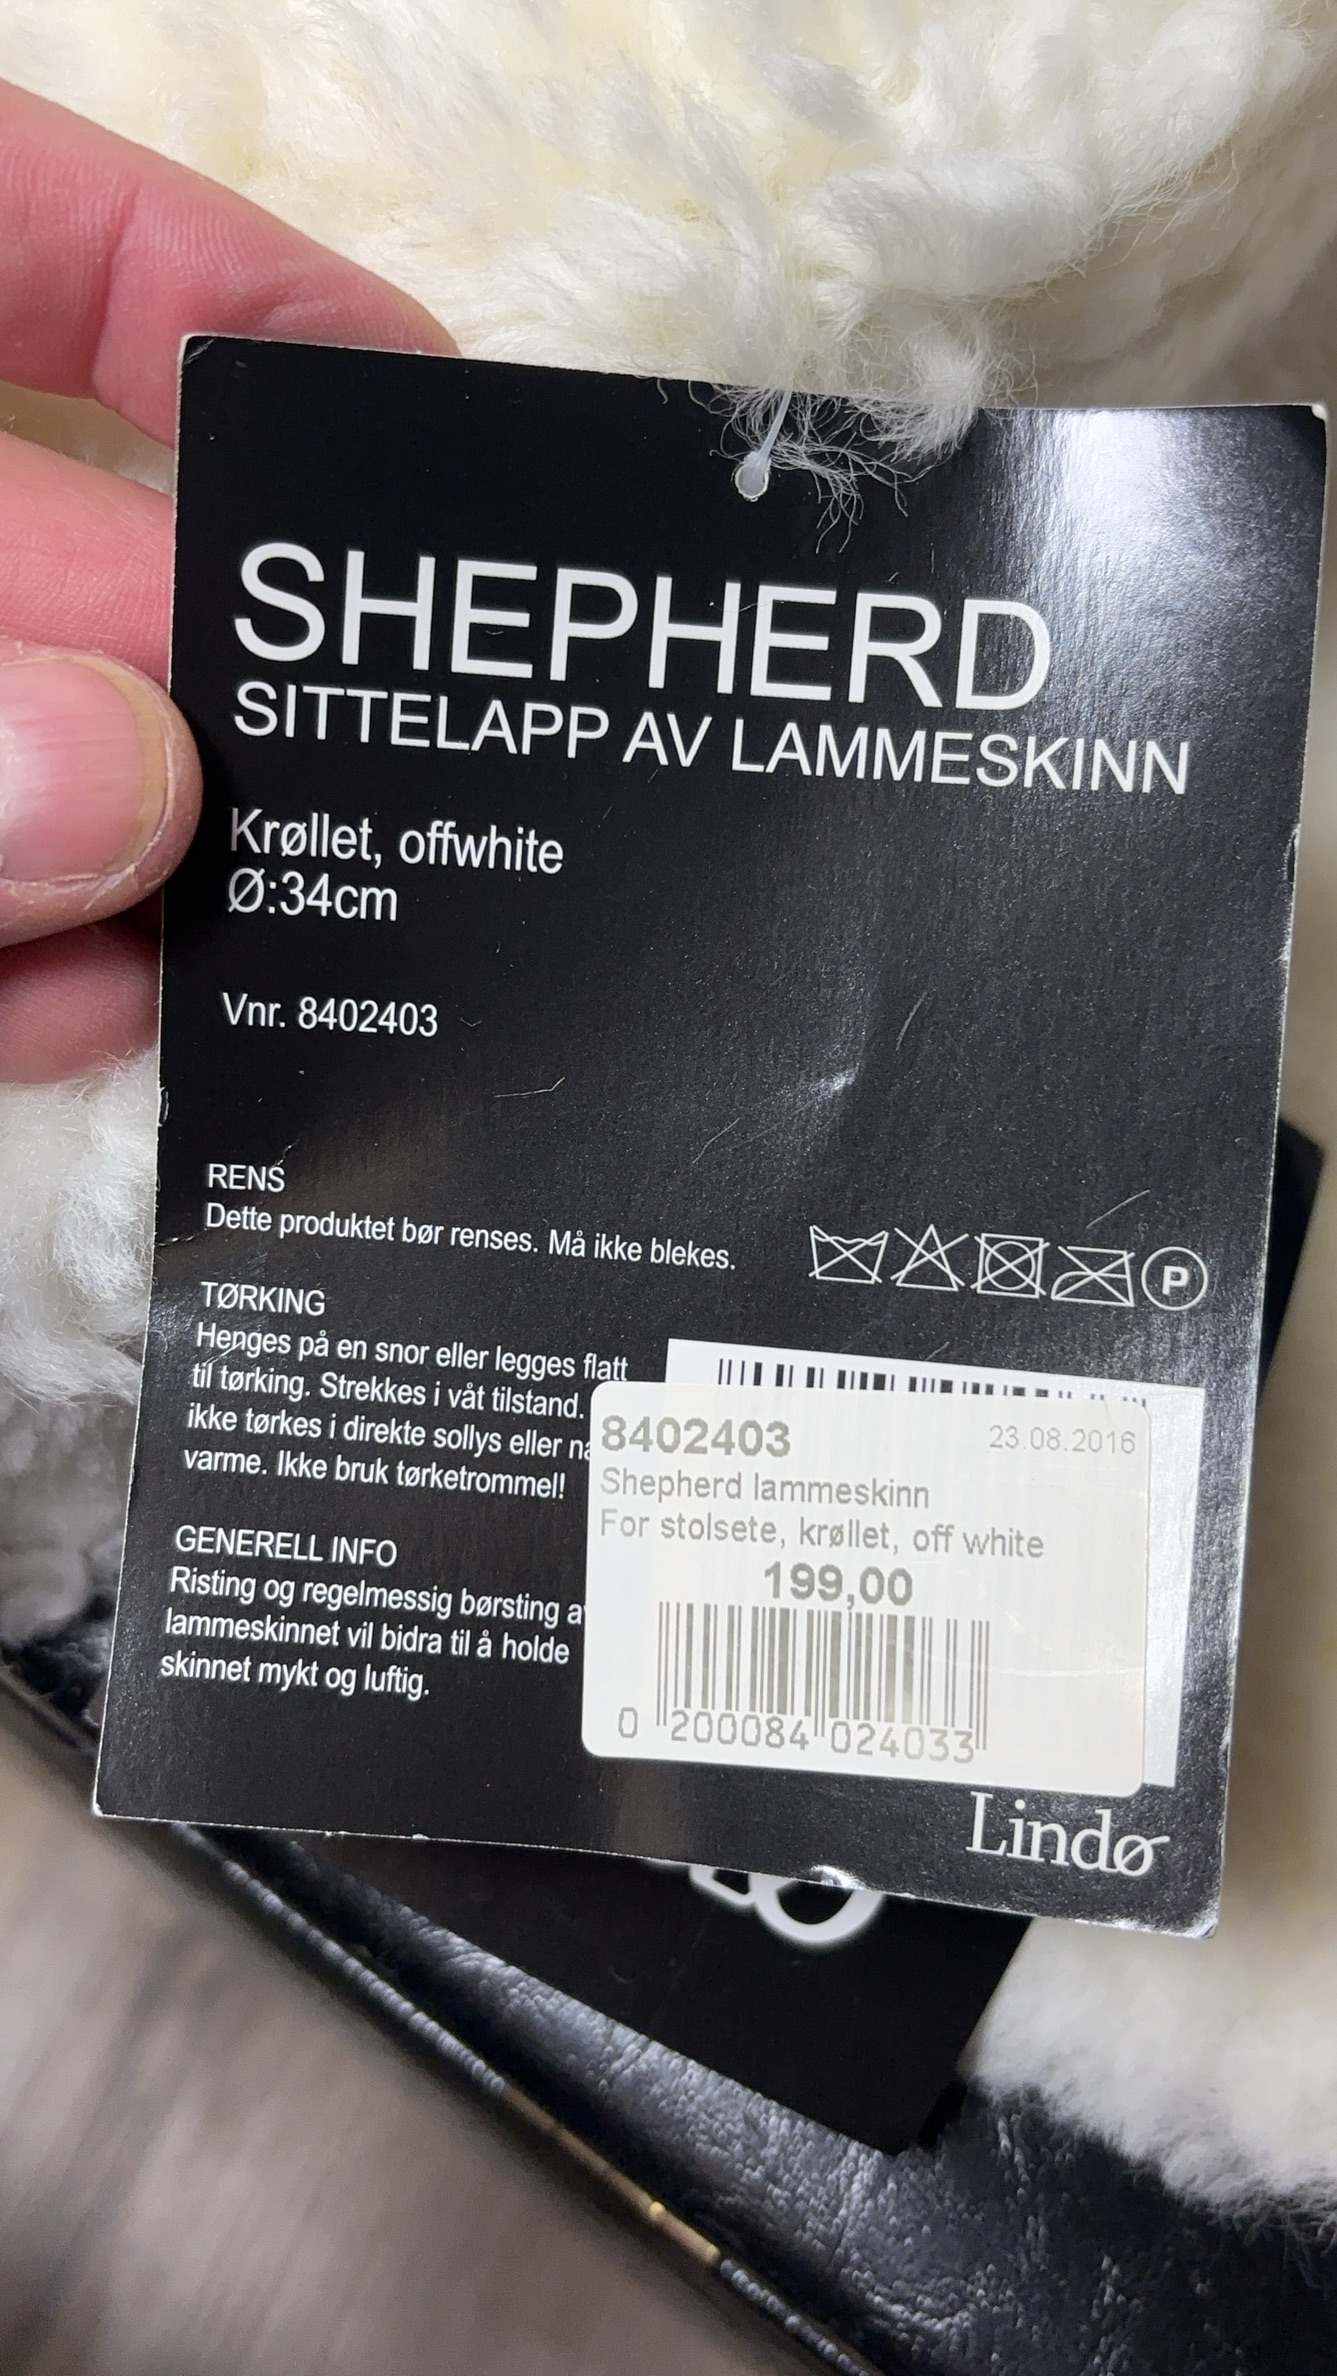 SHEPHERD
SITTELAPP AV LAMMESKINN
Krøllet, offwhite
Ø:34cm
Vnr. 8402403
RENS
Dette produktet bør renses. Må ikke blekes.
P
TØRKING
Henges på en snor eller legges flatt
til tørking. Strekkes i våt tilstand.
ikke tørkes i direkte sollys eller
varme. Ikke bruk tørketrommel!
GENERELL INFO
Risting og regelmessig børsting
lammeskinnet vil bidra til å holde
skinnet mykt og luftig.
8402403 23.08.2016
Shepherd lammeskinn
For stolsete, krøllet, off white
199,00
0 200084 024033
Lindø